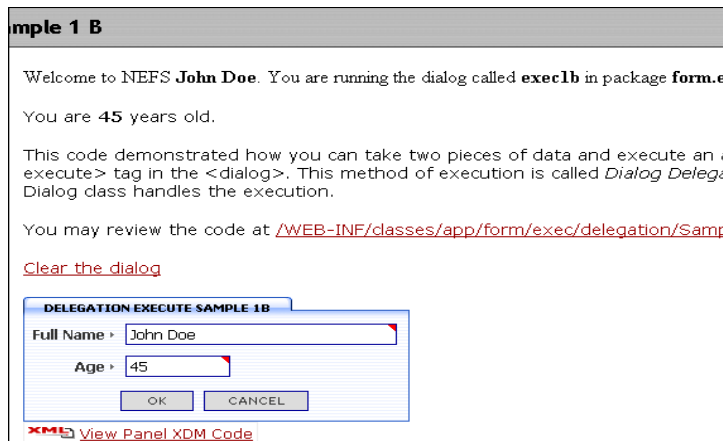 mple 1 B
Welcome to NEFS John Doe. You are running the dialog called exec1b in package form.e
You are 45 years old.
This code demonstrated how you can take two pieces of data and execute an a
execute> tag in the <dialog>. This method of execution is called Dialog Delega
Dialog class handles the execution.
You may review the code at /WEB-INF/classes/app/form/exec/delegation/Samp
Clear the dialog
DELEGATION EXECUTE SAMPLE 1B
Full Name John Doe
Age 45
OK CANCEL
XML View Panel XDM Code